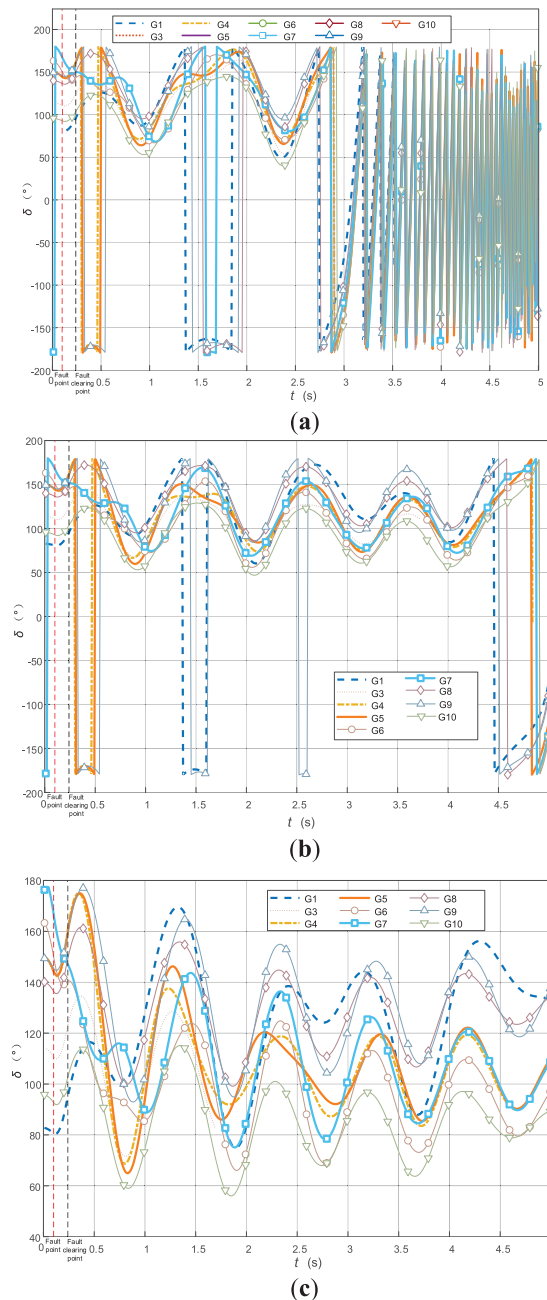 G1 G4 G6 G8 G10
G3 G5 G7 G9
200
150
100
50
0
-50
-100
-150
-200
δ (°)
0 0.5 1 1.5 2 2.5 3 3.5 4 4.5 5
Fault point
Fault clearing point
t (s)
(a)
200
150
100
50
0
-50
-100
-150
-200
δ (°)
G1 G7
G3 G8
G4 G9
G5 G10
G6
0 0.5 1 1.5 2 2.5 3 3.5 4 4.5
Fault point
Fault clearing point
t (s)
(b)
180
160
140
120
100
80
60
40
δ (°)
G1 G5 G8
G3 G6 G9
G4 G7 G10
0 0.5 1 1.5 2 2.5 3 3.5 4 4.5
Fault point
Fault clearing point
t (s)
(c)